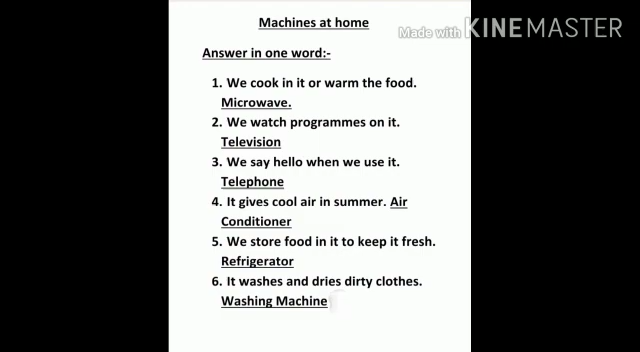 Machines at home
Made with KINEMASTER
Answer in one word:-
1. We cook in it or warm the food.
Microwave.
2. We watch programmes on it.
Television
3. We say hello when we use it.
Telephone
4. It gives cool air in summer. Air
Conditioner
5. We store food in it to keep it fresh.
Refrigerator
6. It washes and dries dirty clothes.
Washing Machine